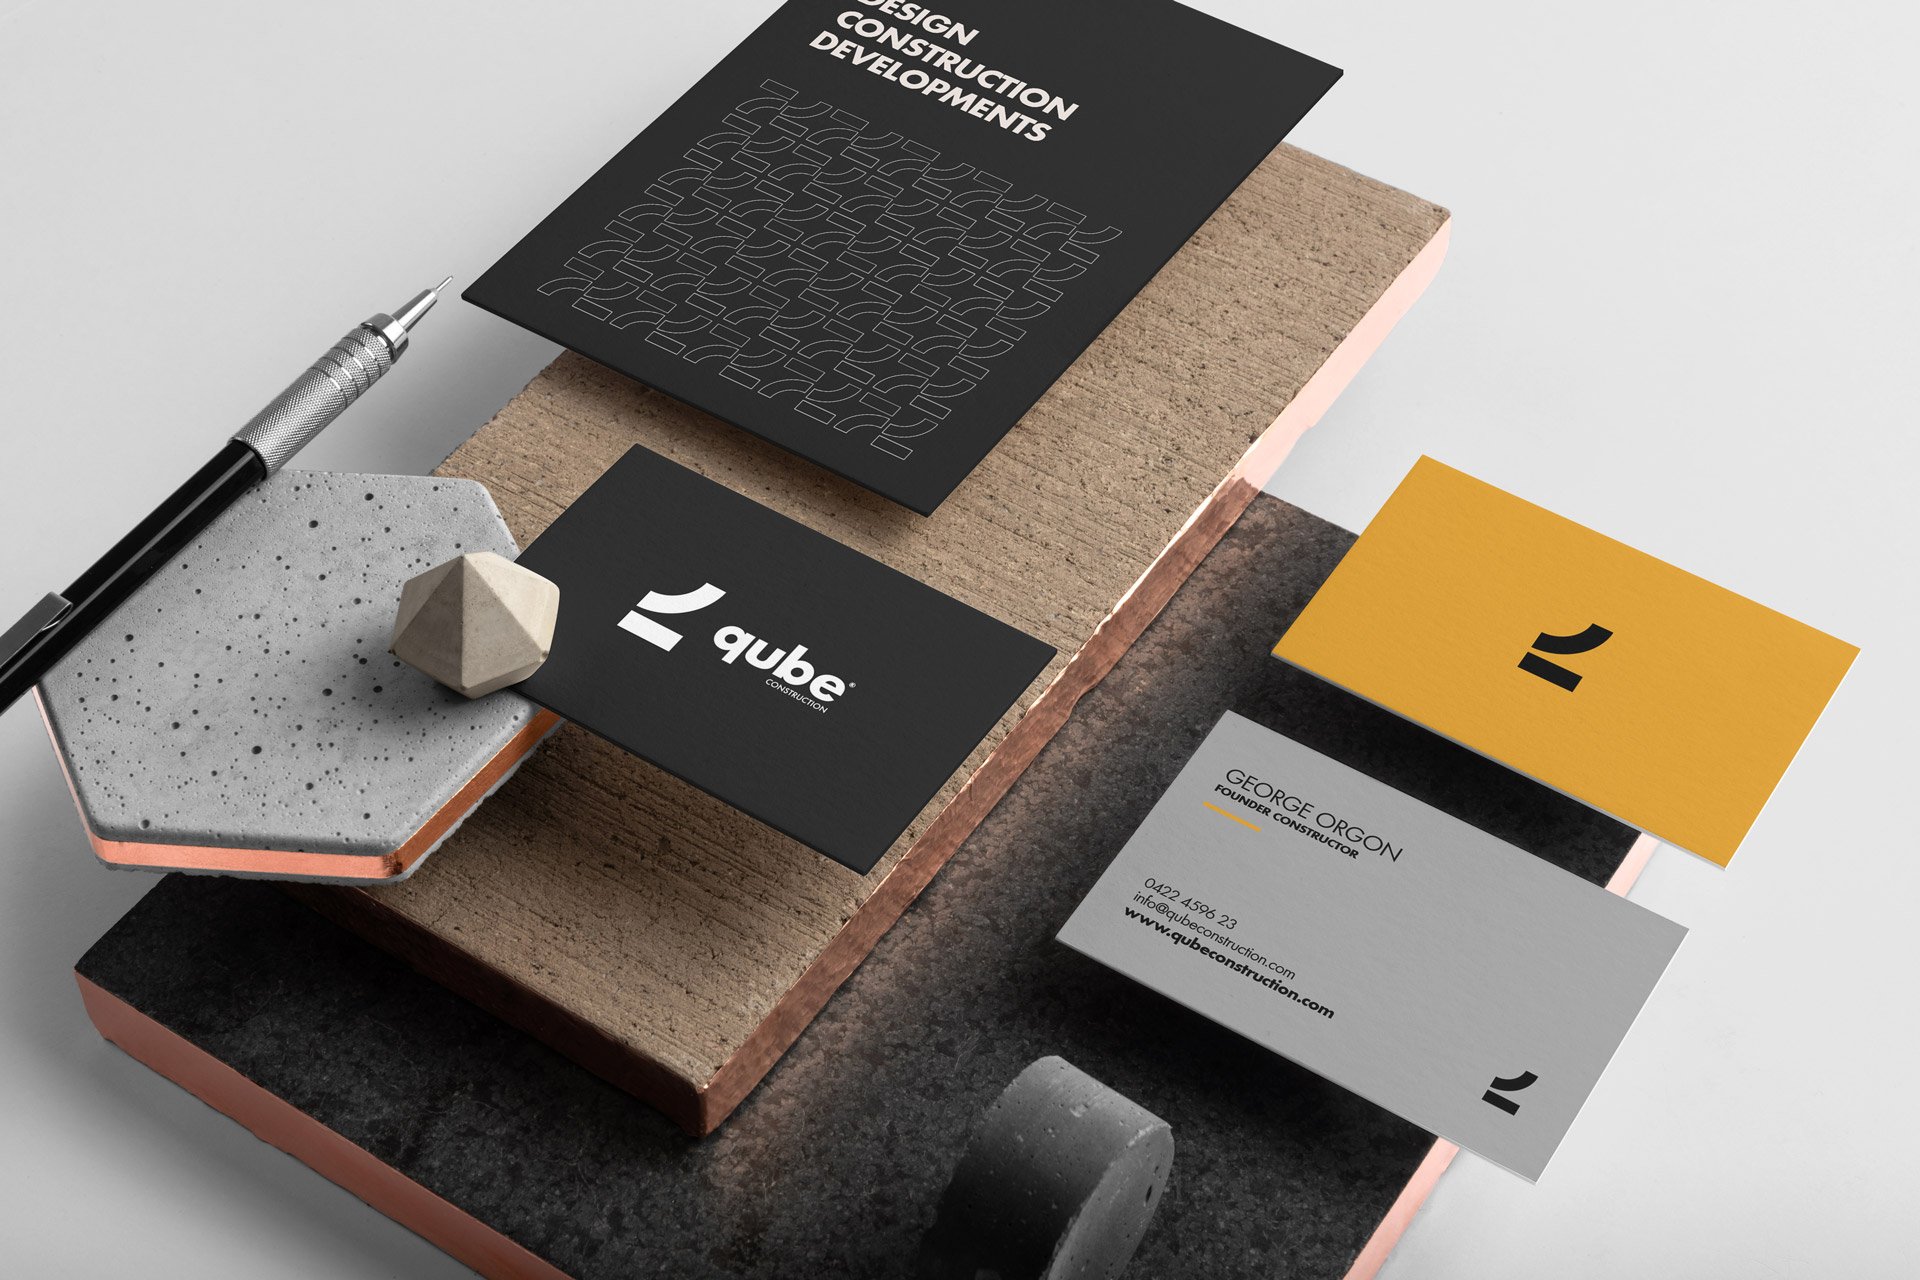 DESIGN
CONSTRUCTION
DEVELOPMENTS
qube®
CONSTRUCTION
GEORGE ORGON
FOUNDER CONSTRUCTOR
0422 4596 23
info@qubeconstruction.com
www.qubeconstruction.com